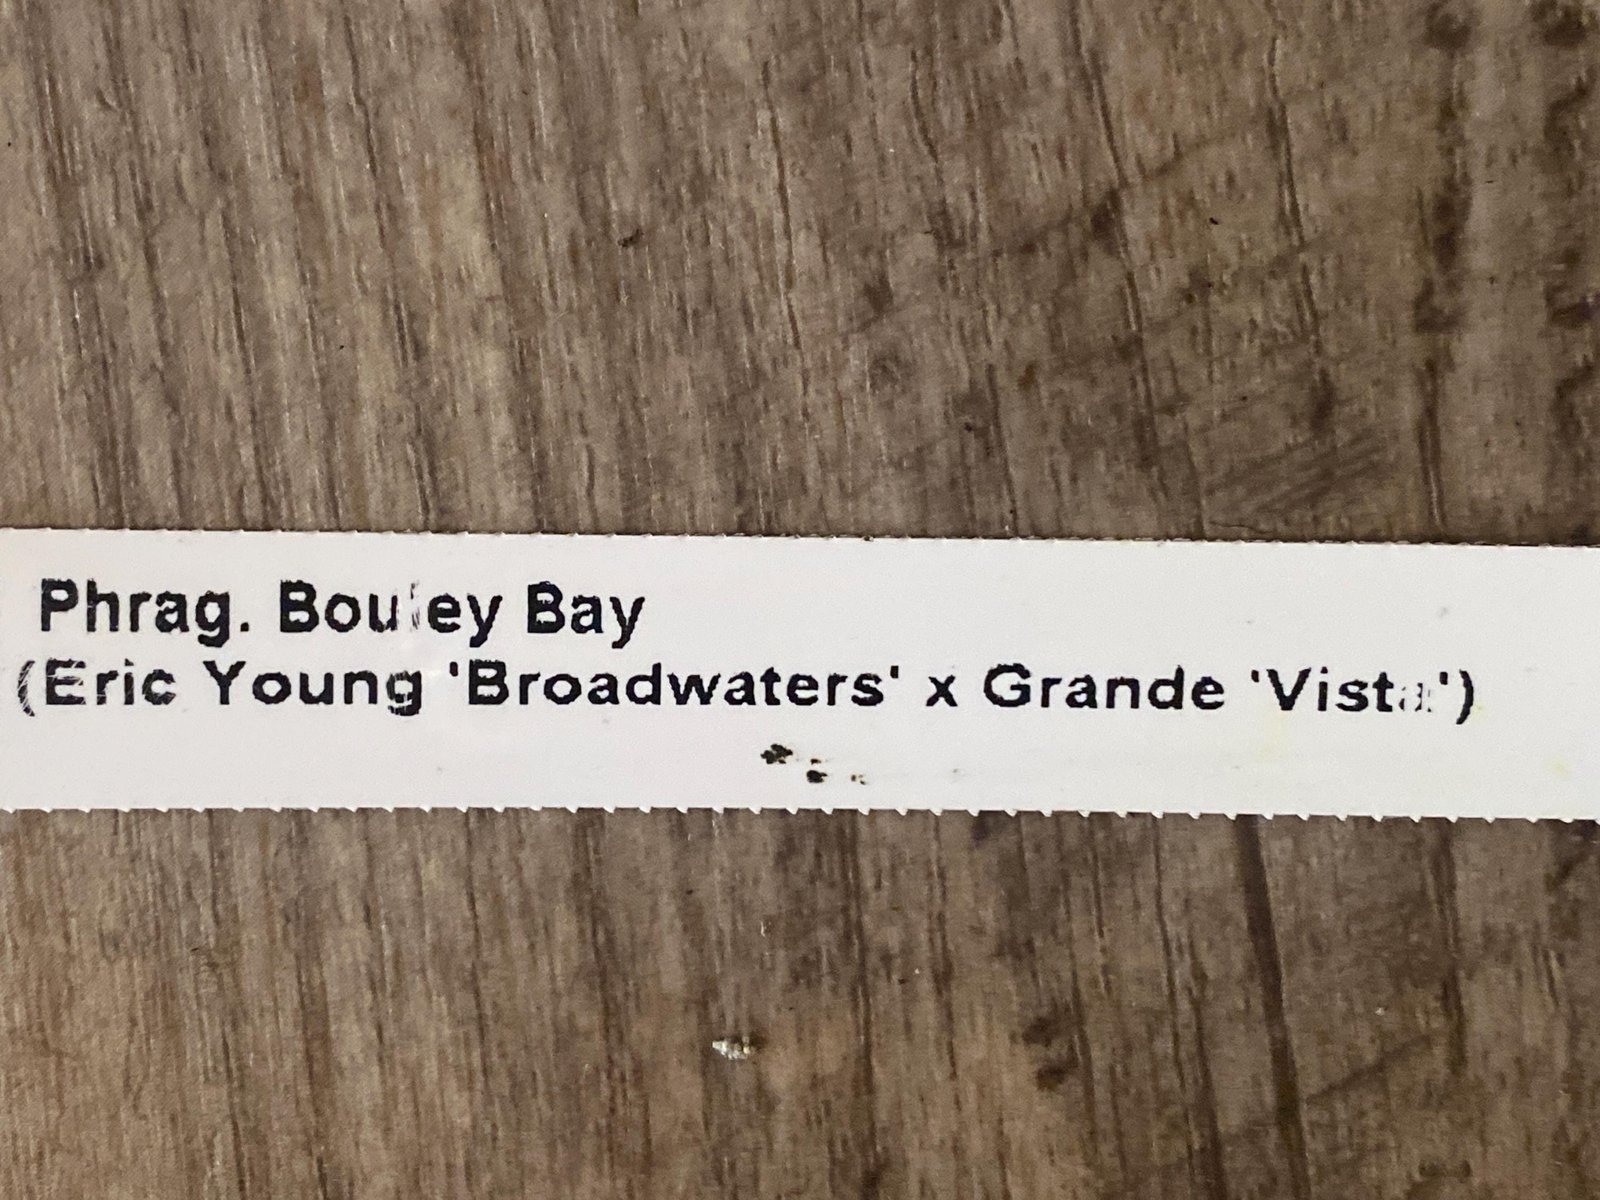 Phrag. Bouley Bay
(Eric Young 'Broadwaters' x Grande 'Vista')